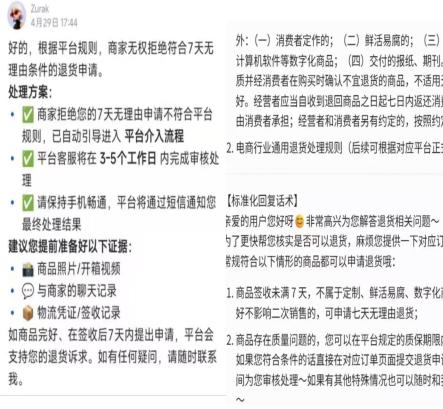 Zurak
4月29日 17:44
好的，根据平台规则，商家无权拒绝符合7天无
理由条件的退货申请。
处理方案：
• ✅ 商家拒绝您的7天无理由申请不符合平台
规则，已自动引导进入 平台介入流程
• ✅ 平台客服将在 3-5个工作日 内完成审核处
理
• ✅ 请保持手机畅通，平台将通过短信通知您
最终处理结果
建议您提前准备好以下证据：
• 📸 商品照片/开箱视频
• 💬 与商家的聊天记录
• 📦 物流凭证/签收记录
如商品完好、在签收后7天内提出申请，平台会
支持您的退货诉求。如有任何疑问，请随时联系
我。
外：（一）消费者定作的；（二）鲜活易腐的；（三）
计算机软件等数字化商品；（四）交付的报纸、期刊。
质并经消费者在购买时确认不宜退货的商品，不适用无
好。经营者应当自收到退回商品之日起七日内返还消
由消费者承担；经营者和消费者另有约定的，按照约
2. 电商行业通用退货处理规则（后续可根据对应平台正式
【标准化回复话术】
亲爱的用户您好呀😊 非常高兴为您解答退货相关问题～
为了更快帮您核实是否可以退货，麻烦您提供一下对应订
常规符合以下情形的商品都可以申请退货哦：
1. 商品签收未满 7 天，不属于定制、鲜活易腐、数字化商
好不影响二次销售的，可申请七天无理由退货；
2. 商品存在质量问题的，您可以在平台规定的质保期限内
如果您符合条件的话直接在对应订单页面提交退货申
间为您审核处理～如果有其他特殊情况也可以随时和我
～